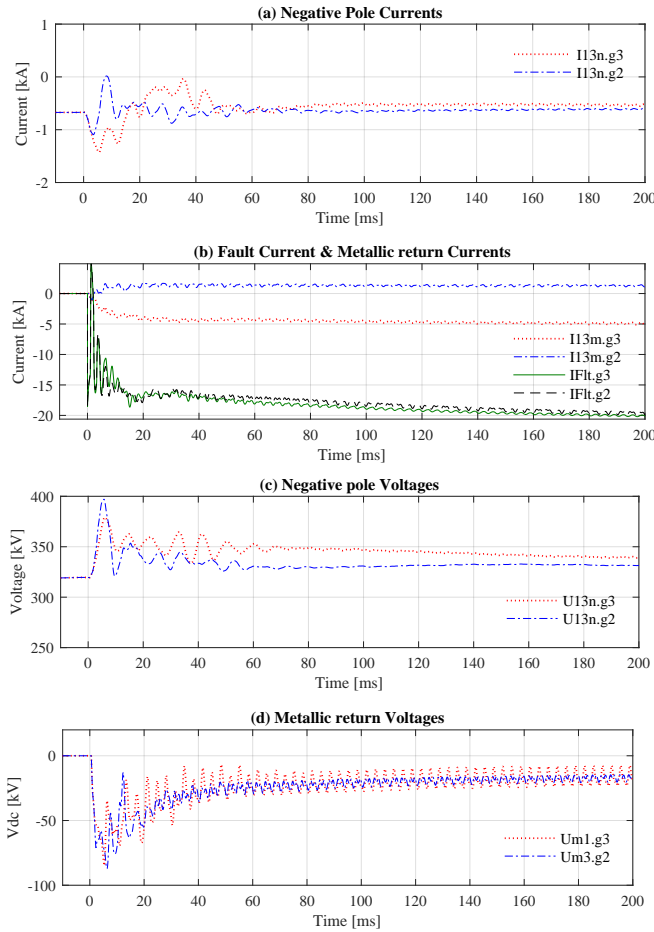 (a) Negative Pole Currents
1
0
-1
-2
Current [kA]
I13n.g3
I13n.g2
0 20 40 60 80 100 120 140 160 180 200
Time [ms]
(b) Fault Current & Metallic return Currents
0
-5
-10
-15
-20
Current [kA]
I13m.g3
I13m.g2
IFlt.g3
IFlt.g2
0 20 40 60 80 100 120 140 160 180 200
Time [ms]
(c) Negative pole Voltages
400
350
300
250
Voltage [kV]
U13n.g3
U13n.g2
0 20 40 60 80 100 120 140 160 180 200
Time [ms]
(d) Metallic return Voltages
0
-50
-100
Vdc [kV]
Um1.g3
Um3.g2
0 20 40 60 80 100 120 140 160 180 200
Time [ms]